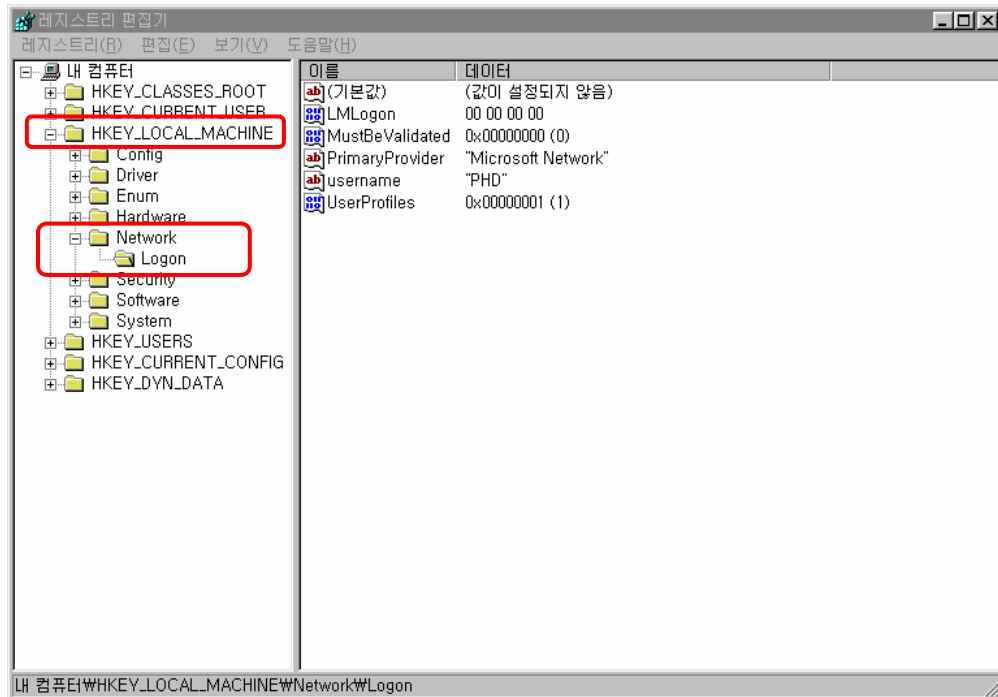 레지스트리 편집기
레지스트리(R) 편집(E) 보기(V) 도움말(H)
내 컴퓨터
HKEY_CLASSES_ROOT
HKEY_CURRENT_USER
HKEY_LOCAL_MACHINE
Config
Driver
Enum
Hardware
Network
Logon
Security
Software
System
HKEY_USERS
HKEY_CURRENT_CONFIG
HKEY_DYN_DATA
이름 데이터
(기본값) (값이 설정되지 않음)
LMLogon 00 00 00 00
MustBeValidated 0x00000000 (0)
PrimaryProvider "Microsoft Network"
username "PHD"
UserProfiles 0x00000001 (1)
내 컴퓨터₩HKEY_LOCAL_MACHINE₩Network₩Logon